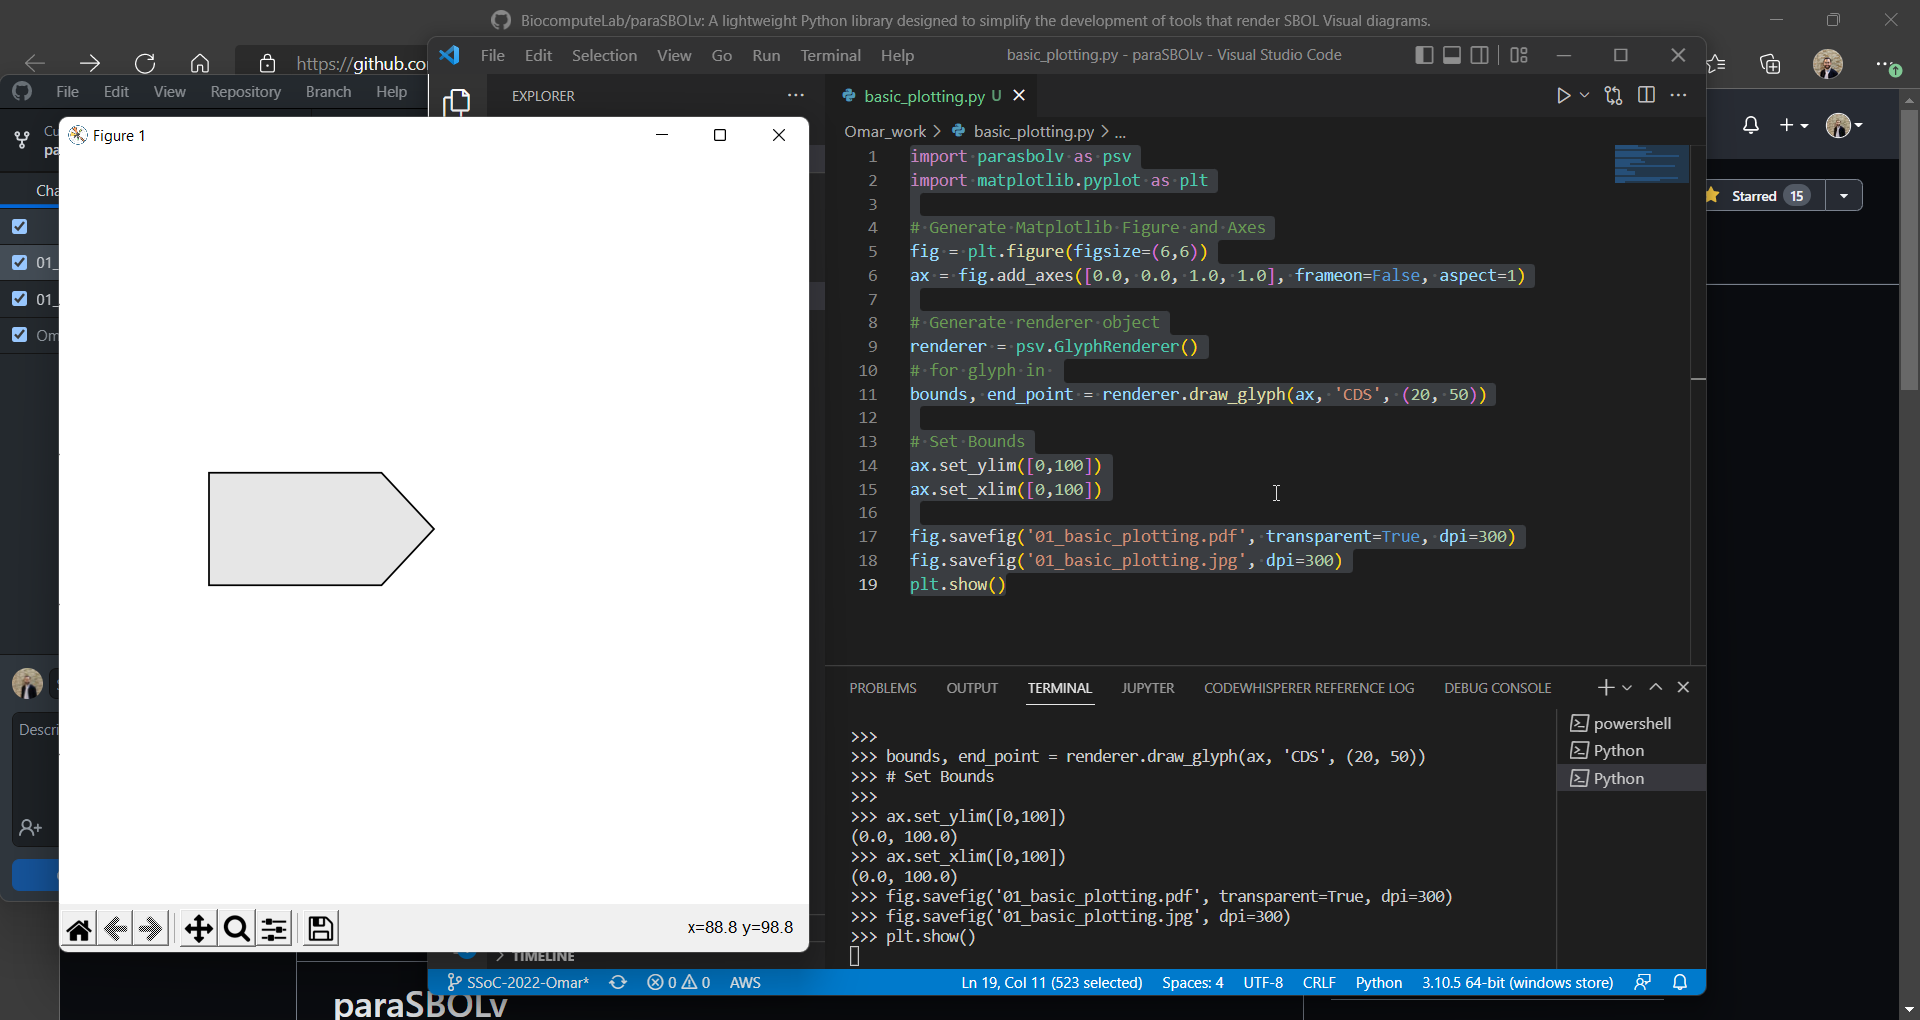 BiocomputeLab/paraSBOLv: A lightweight Python library designed to simplify the development of tools that render SBOL Visual diagrams.
https://github.co
File Edit Selection View Go Run Terminal Help
basic_plotting.py - paraSBOLv - Visual Studio Code
File Edit View Repository Branch Help
EXPLORER
basic_plotting.py U
Omar_work > basic_plotting.py > ...
Cu
pa
Cha
01_
01_
Om
Descri
Figure 1
x=88.8 y=98.8
1 import parasbolv as psv
2 import matplotlib.pyplot as plt
3
4 # Generate Matplotlib Figure and Axes
5 fig = plt.figure(figsize=(6,6))
6 ax = fig.add_axes([0.0, 0.0, 1.0, 1.0], frameon=False, aspect=1)
7
8 # Generate renderer object
9 renderer = psv.GlyphRenderer()
10 # for glyph in
11 bounds, end_point = renderer.draw_glyph(ax, 'CDS', (20, 50))
12
13 # Set Bounds
14 ax.set_ylim([0,100])
15 ax.set_xlim([0,100])
16
17 fig.savefig('01_basic_plotting.pdf', transparent=True, dpi=300)
18 fig.savefig('01_basic_plotting.jpg', dpi=300)
19 plt.show()
Starred 15
PROBLEMS OUTPUT TERMINAL JUPYTER CODEWHISPERER REFERENCE LOG DEBUG CONSOLE
>>>
>>> bounds, end_point = renderer.draw_glyph(ax, 'CDS', (20, 50))
>>> # Set Bounds
>>>
>>> ax.set_ylim([0,100])
(0.0, 100.0)
>>> ax.set_xlim([0,100])
(0.0, 100.0)
>>> fig.savefig('01_basic_plotting.pdf', transparent=True, dpi=300)
>>> fig.savefig('01_basic_plotting.jpg', dpi=300)
>>> plt.show()
powershell
Python
Python
TIMELINE
SSoC-2022-Omar* 0 0 AWS
Ln 19, Col 11 (523 selected) Spaces: 4 UTF-8 CRLF Python 3.10.5 64-bit (windows store)
paraSBOLv